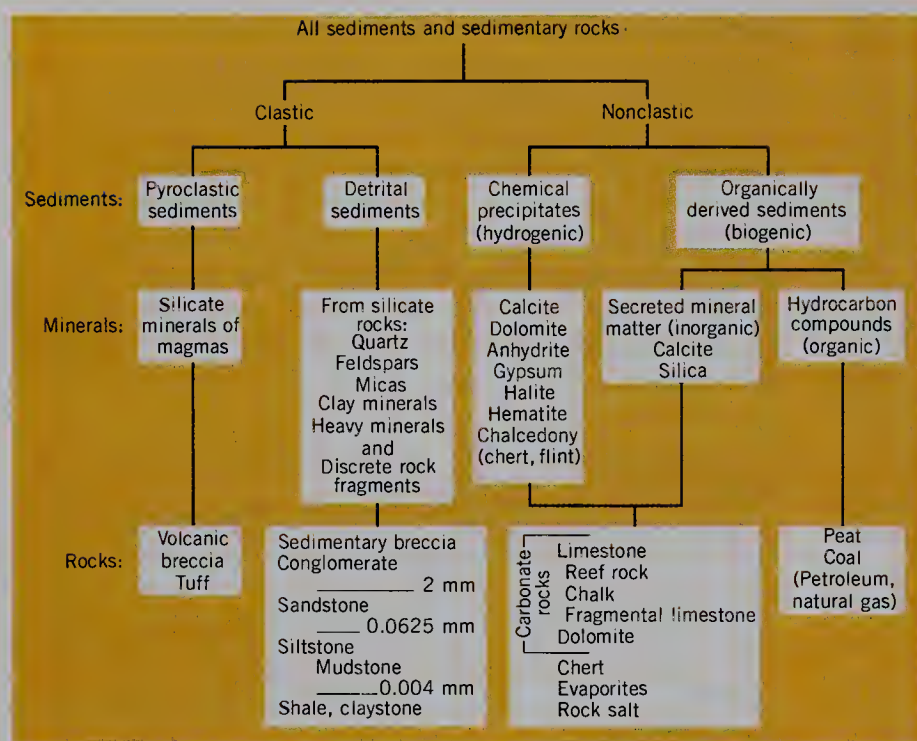 All sediments and sedimentary rocks
Clastic
Nonclastic
Sediments:
Pyroclastic
sediments
Detrital
sediments
Chemical
precipitates
(hydrogenic)
Organically
derived sediments
(biogenic)
Minerals:
Silicate
minerals of
magmas
From silicate
rocks:
Quartz
Feldspars
Micas
Clay minerals
Heavy minerals
and
Discrete rock
fragments
Calcite
Dolomite
Anhydrite
Gypsum
Halite
Hematite
Chalcedony
(chert, flint)
Secreted mineral
matter (inorganic)
Calcite
Silica
Hydrocarbon
compounds
(organic)
Rocks:
Volcanic
breccia
Tuff
Sedimentary breccia
Conglomerate
2 mm
Sandstone
0.0625 mm
Siltstone
Mudstone
0.004 mm
Shale, claystone
Carbonate
rocks
Limestone
Reef rock
Chalk
Fragmental limestone
Dolomite
Chert
Evaporites
Rock salt
Peat
Coal
(Petroleum,
natural gas)